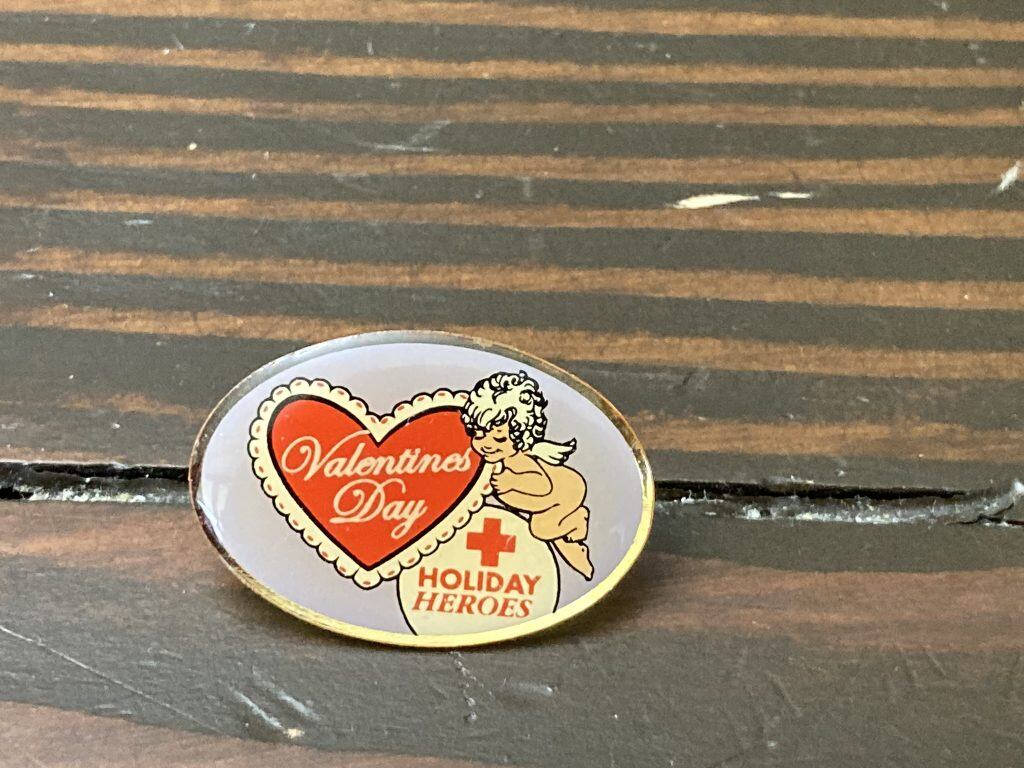 Valentines
Day
HOLIDAY
HEROES